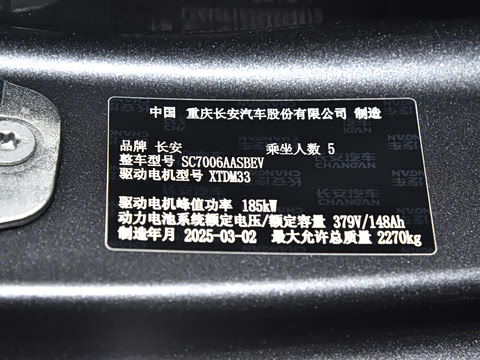 中国 重庆长安汽车股份有限公司 制造
品牌 长安 乘坐人数 5
整车型号 SC7006AASBEV
驱动电机型号 XTDM33
驱动电机峰值功率 185kW
动力电池系统额定电压/额定容量 379V/148Ah
制造年月 2025-03-02 最大允许总质量 2270kg